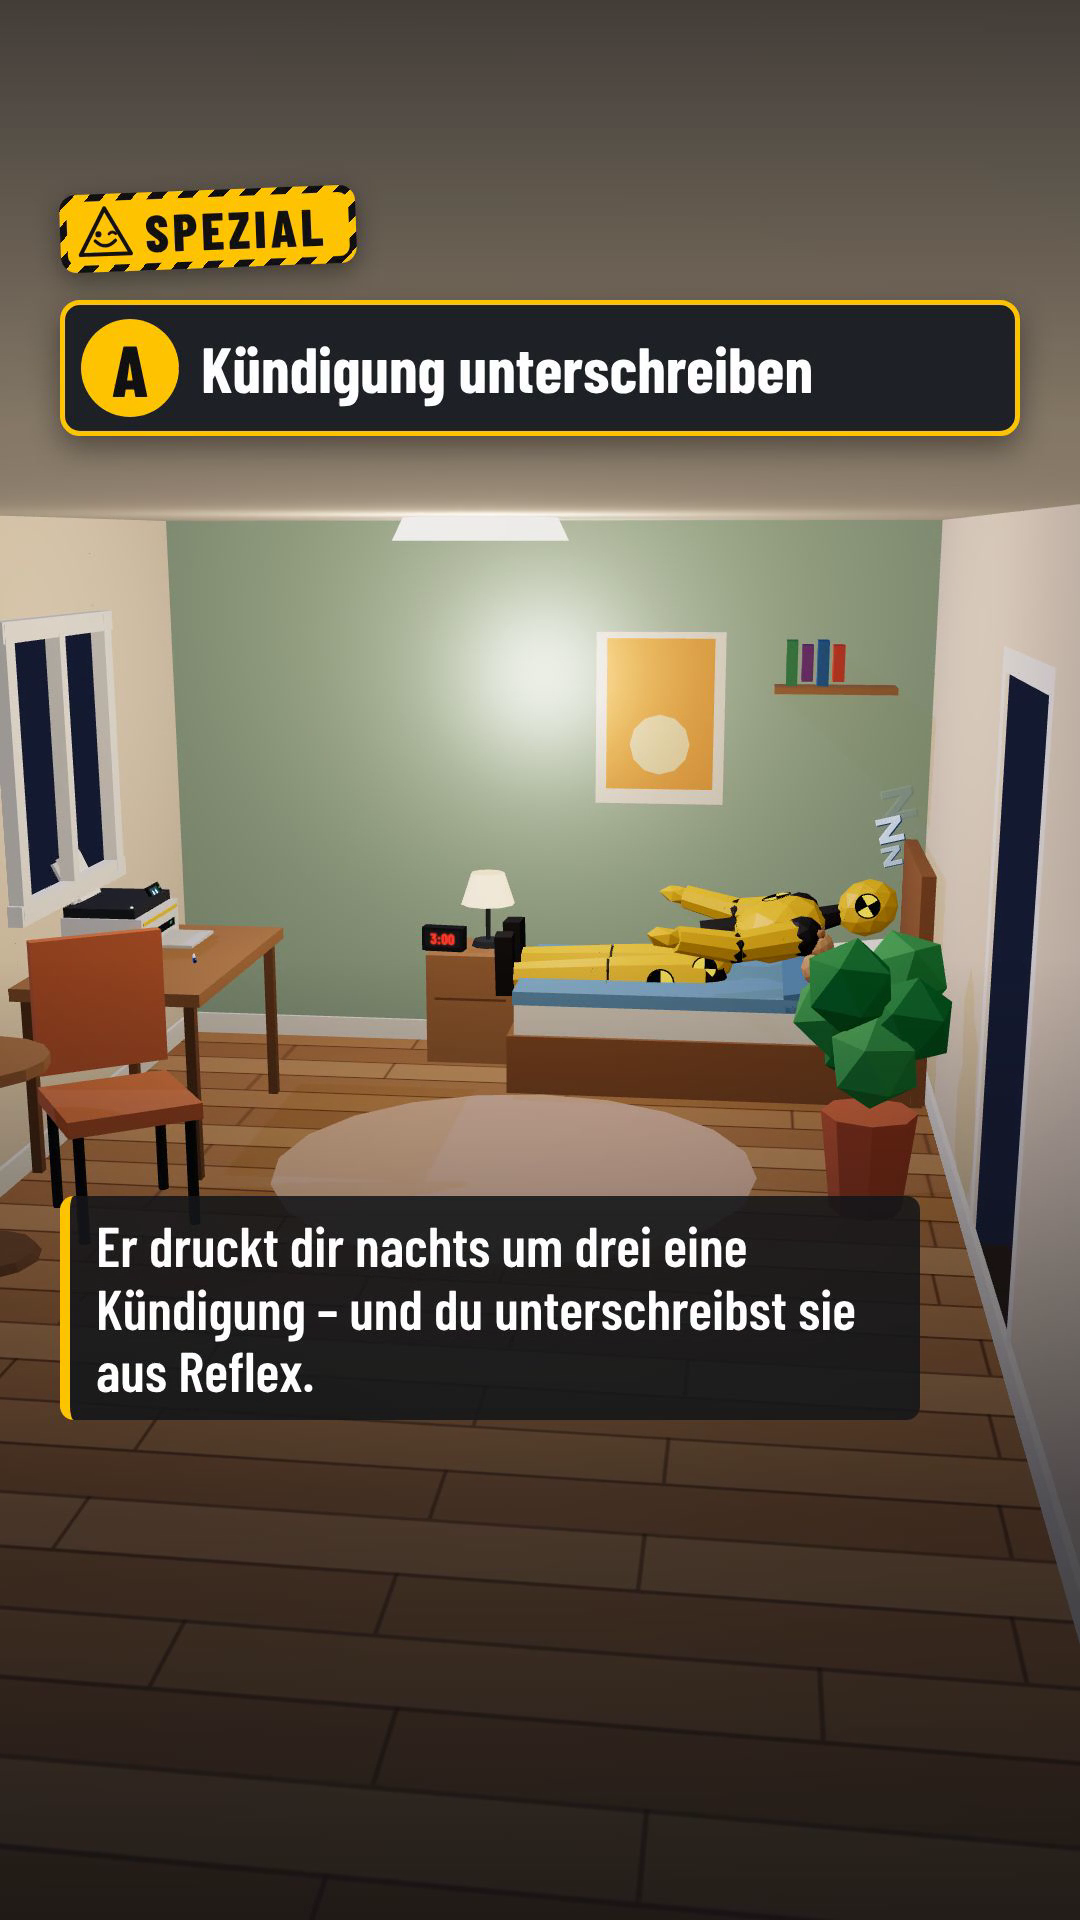 SPEZIAL
A Kündigung unterschreiben
Z
Z
Z
3:00
Er druckt dir nachts um drei eine
Kündigung – und du unterschreibst sie
aus Reflex.